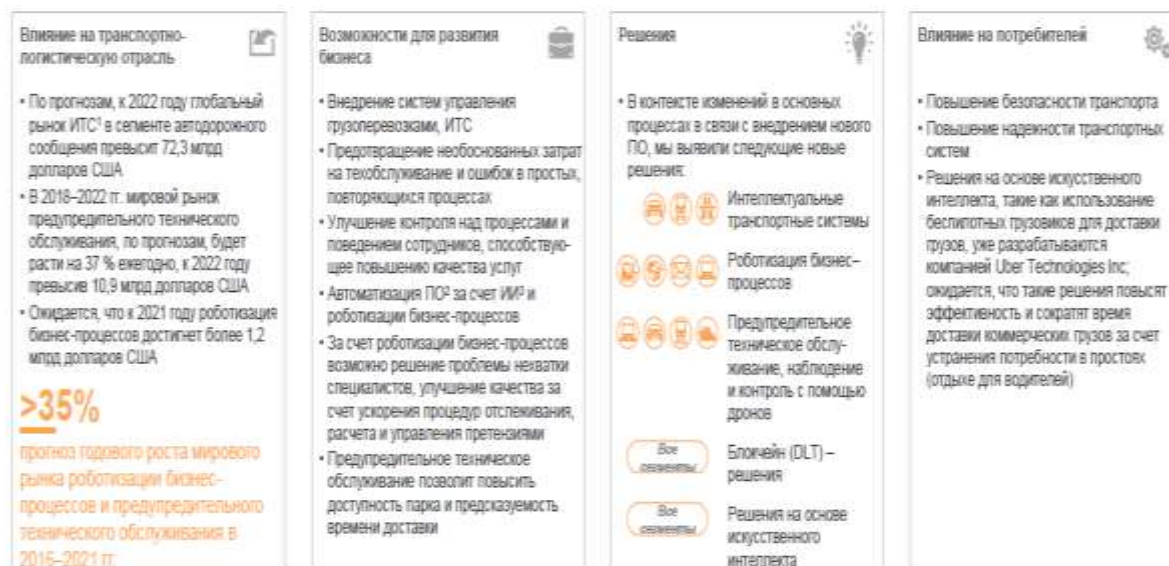 Влияние на транспортно-
логистическую отрасль
• По прогнозам, к 2022 году глобальный
рынок ИТС¹ в сегменте автодорожного
сообщения превысит 72,3 млрд
долларов США
• В 2018–2022 гг. мировой рынок
предупредительного технического
обслуживания, по прогнозам, будет
расти на 37 % ежегодно, к 2022 году
превысив 10,9 млрд долларов США
• Ожидается, что к 2021 году роботизация
бизнес-процессов достигнет более 1,2
млрд долларов США
>35%
прогноз годового роста мирового
рынка роботизации бизнес-
процессов и предупредительного
технического обслуживания в
2016–2021 гг.
Возможности для развития
бизнеса
• Внедрение систем управления
грузоперевозками, ИТС
• Предотвращение необоснованных затрат
на техобслуживание и ошибок в простых,
повторяющихся процессах
• Улучшение контроля над процессами и
поведением сотрудников, способствую-
щее повышению качества услуг
• Автоматизация ПО² за счет ИИ³ и
роботизации бизнес-процессов
• За счет роботизации бизнес-процессов
возможно решение проблемы нехватки
специалистов, улучшение качества за
счет ускорения процедур отслеживания,
расчета и управления претензиями
• Предупредительное техническое
обслуживание позволит повысить
доступность парка и предсказуемость
времени доставки
Решения
• В контексте изменений в основных
процессах в связи с внедрением нового
ПО, мы выявили следующие новые
решения:
Интеллектуальные
транспортные системы
Роботизация бизнес–
процессов
Предупредительное
техническое обслу-
живание, наблюдение
и контроль с помощью
дронов
Все
сегменты
Блокчейн (DLT) –
решения
Все
сегменты
Решения на основе
искусственного
интеллекта
Влияние на потребителей
• Повышение безопасности транспорта
• Повышение надежности транспортных
систем
• Решения на основе искусственного
интеллекта, такие как использование
беспилотных грузовиков для доставки
грузов, уже разрабатываются
компанией Uber Technologies Inc;
ожидается, что такие решения повысят
эффективность и сократят время
доставки коммерческих грузов за счет
устранения потребности в простоях
(отдыхе для водителей)